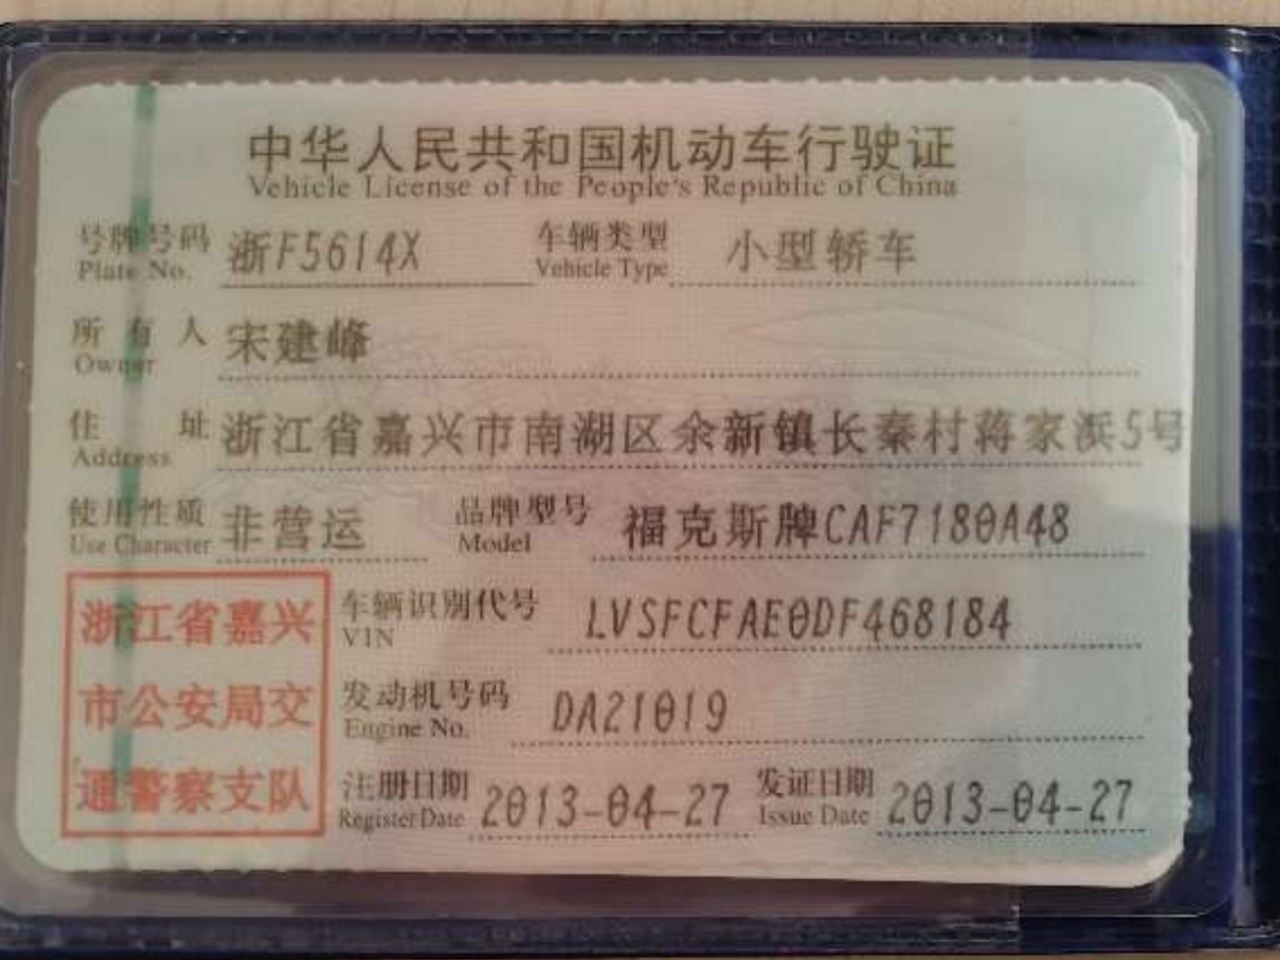 中华人民共和国机动车行驶证
Vehicle License of the People's Republic of China
号牌号码 浙F5614X 车辆类型 小型轿车
Plate No. Vehicle Type
所有人 宋建峰
Owner
住址 浙江省嘉兴市南湖区余新镇长秦村蒋家浜5号
Address
使用性质 非营运 品牌型号 福克斯牌CAF7180A48
Use Character Model
浙江省嘉兴
市公安局交
通警察支队
车辆识别代号 LVSFCFAE0DF468184
VIN
发动机号码 DA21019
Engine No.
注册日期 2013-04-27 发证日期 2013-04-27
Register Date Issue Date